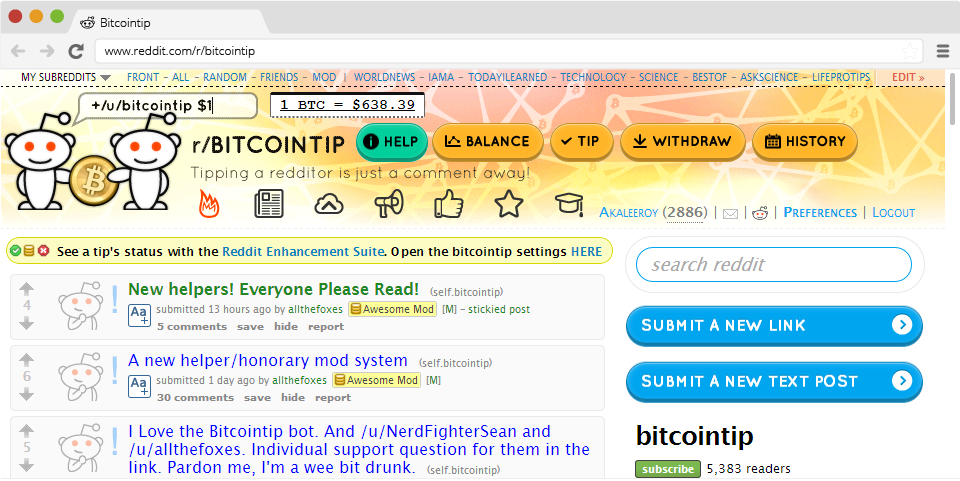 Bitcointip
www.reddit.com/r/bitcointip
MY SUBREDDITS FRONT - ALL - RANDOM - FRIENDS - MOD | WORLDNEWS - IAMA - TODAYILEARNED - TECHNOLOGY - SCIENCE - BESTOF - ASKSCIENCE - LIFEPROTIPS EDIT »
+/u/bitcointip $1
1 BTC = $638.39
r/BITCOINTIP
HELP BALANCE TIP WITHDRAW HISTORY
Tipping a redditor is just a comment away!
AKALEEROY (2886) | | | PREFERENCES | LOGOUT
See a tip's status with the Reddit Enhancement Suite. Open the bitcointip settings HERE
search reddit
4
New helpers! Everyone Please Read! (self.bitcointip)
Aa+ submitted 13 hours ago by allthefoxes Awesome Mod [M] - stickied post
5 comments save hide report
SUBMIT A NEW LINK
6
A new helper/honorary mod system (self.bitcointip)
Aa+ submitted 1 day ago by allthefoxes Awesome Mod [M]
30 comments save hide report
SUBMIT A NEW TEXT POST
5
I Love the Bitcointip bot. And /u/NerdFighterSean and
/u/allthefoxes. Individual support question for them in the
link. Pardon me, I'm a wee bit drunk. (self.bitcointip)
bitcointip
subscribe 5,383 readers